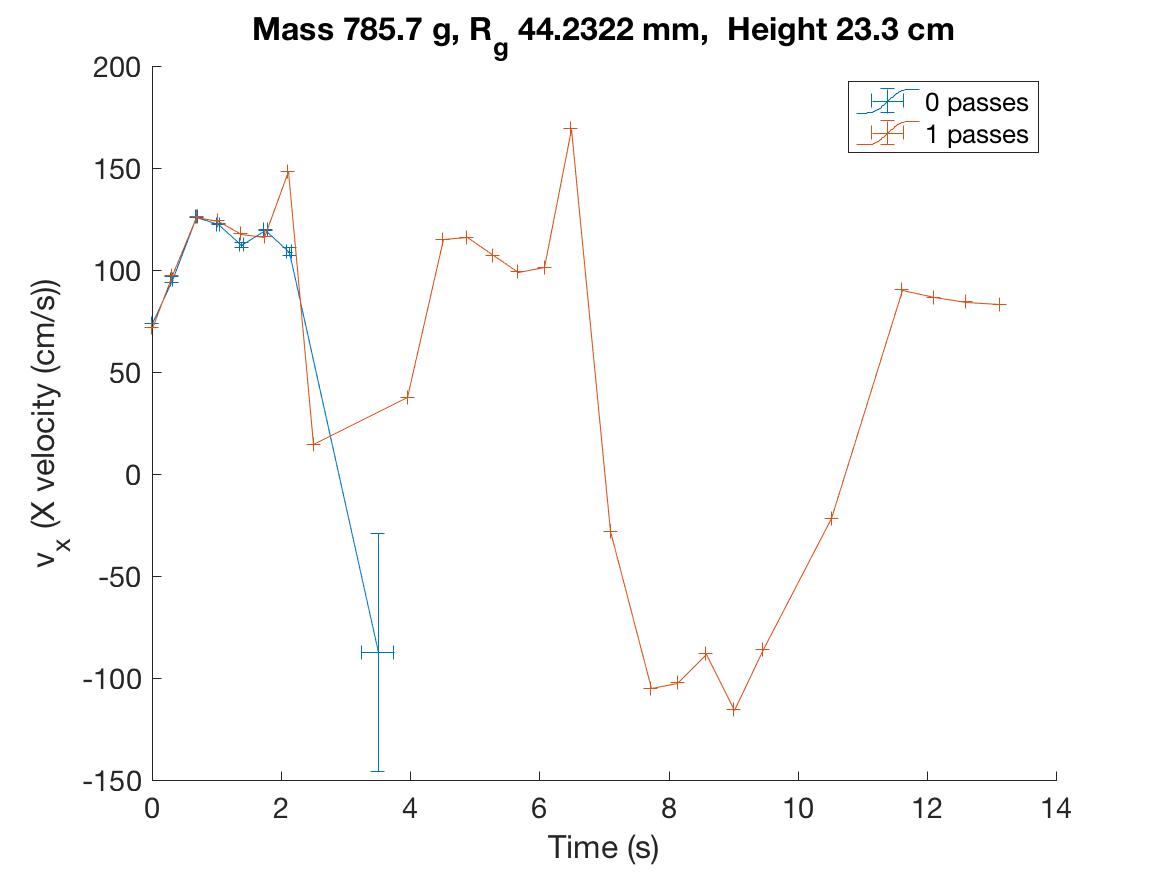 Mass 785.7 g, Rg 44.2322 mm,  Height 23.3 cm
200
150
100
50
0
-50
-100
-150
0 2 4 6 8 10 12 14
Time (s)
vx (X velocity (cm/s))
0 passes
1 passes